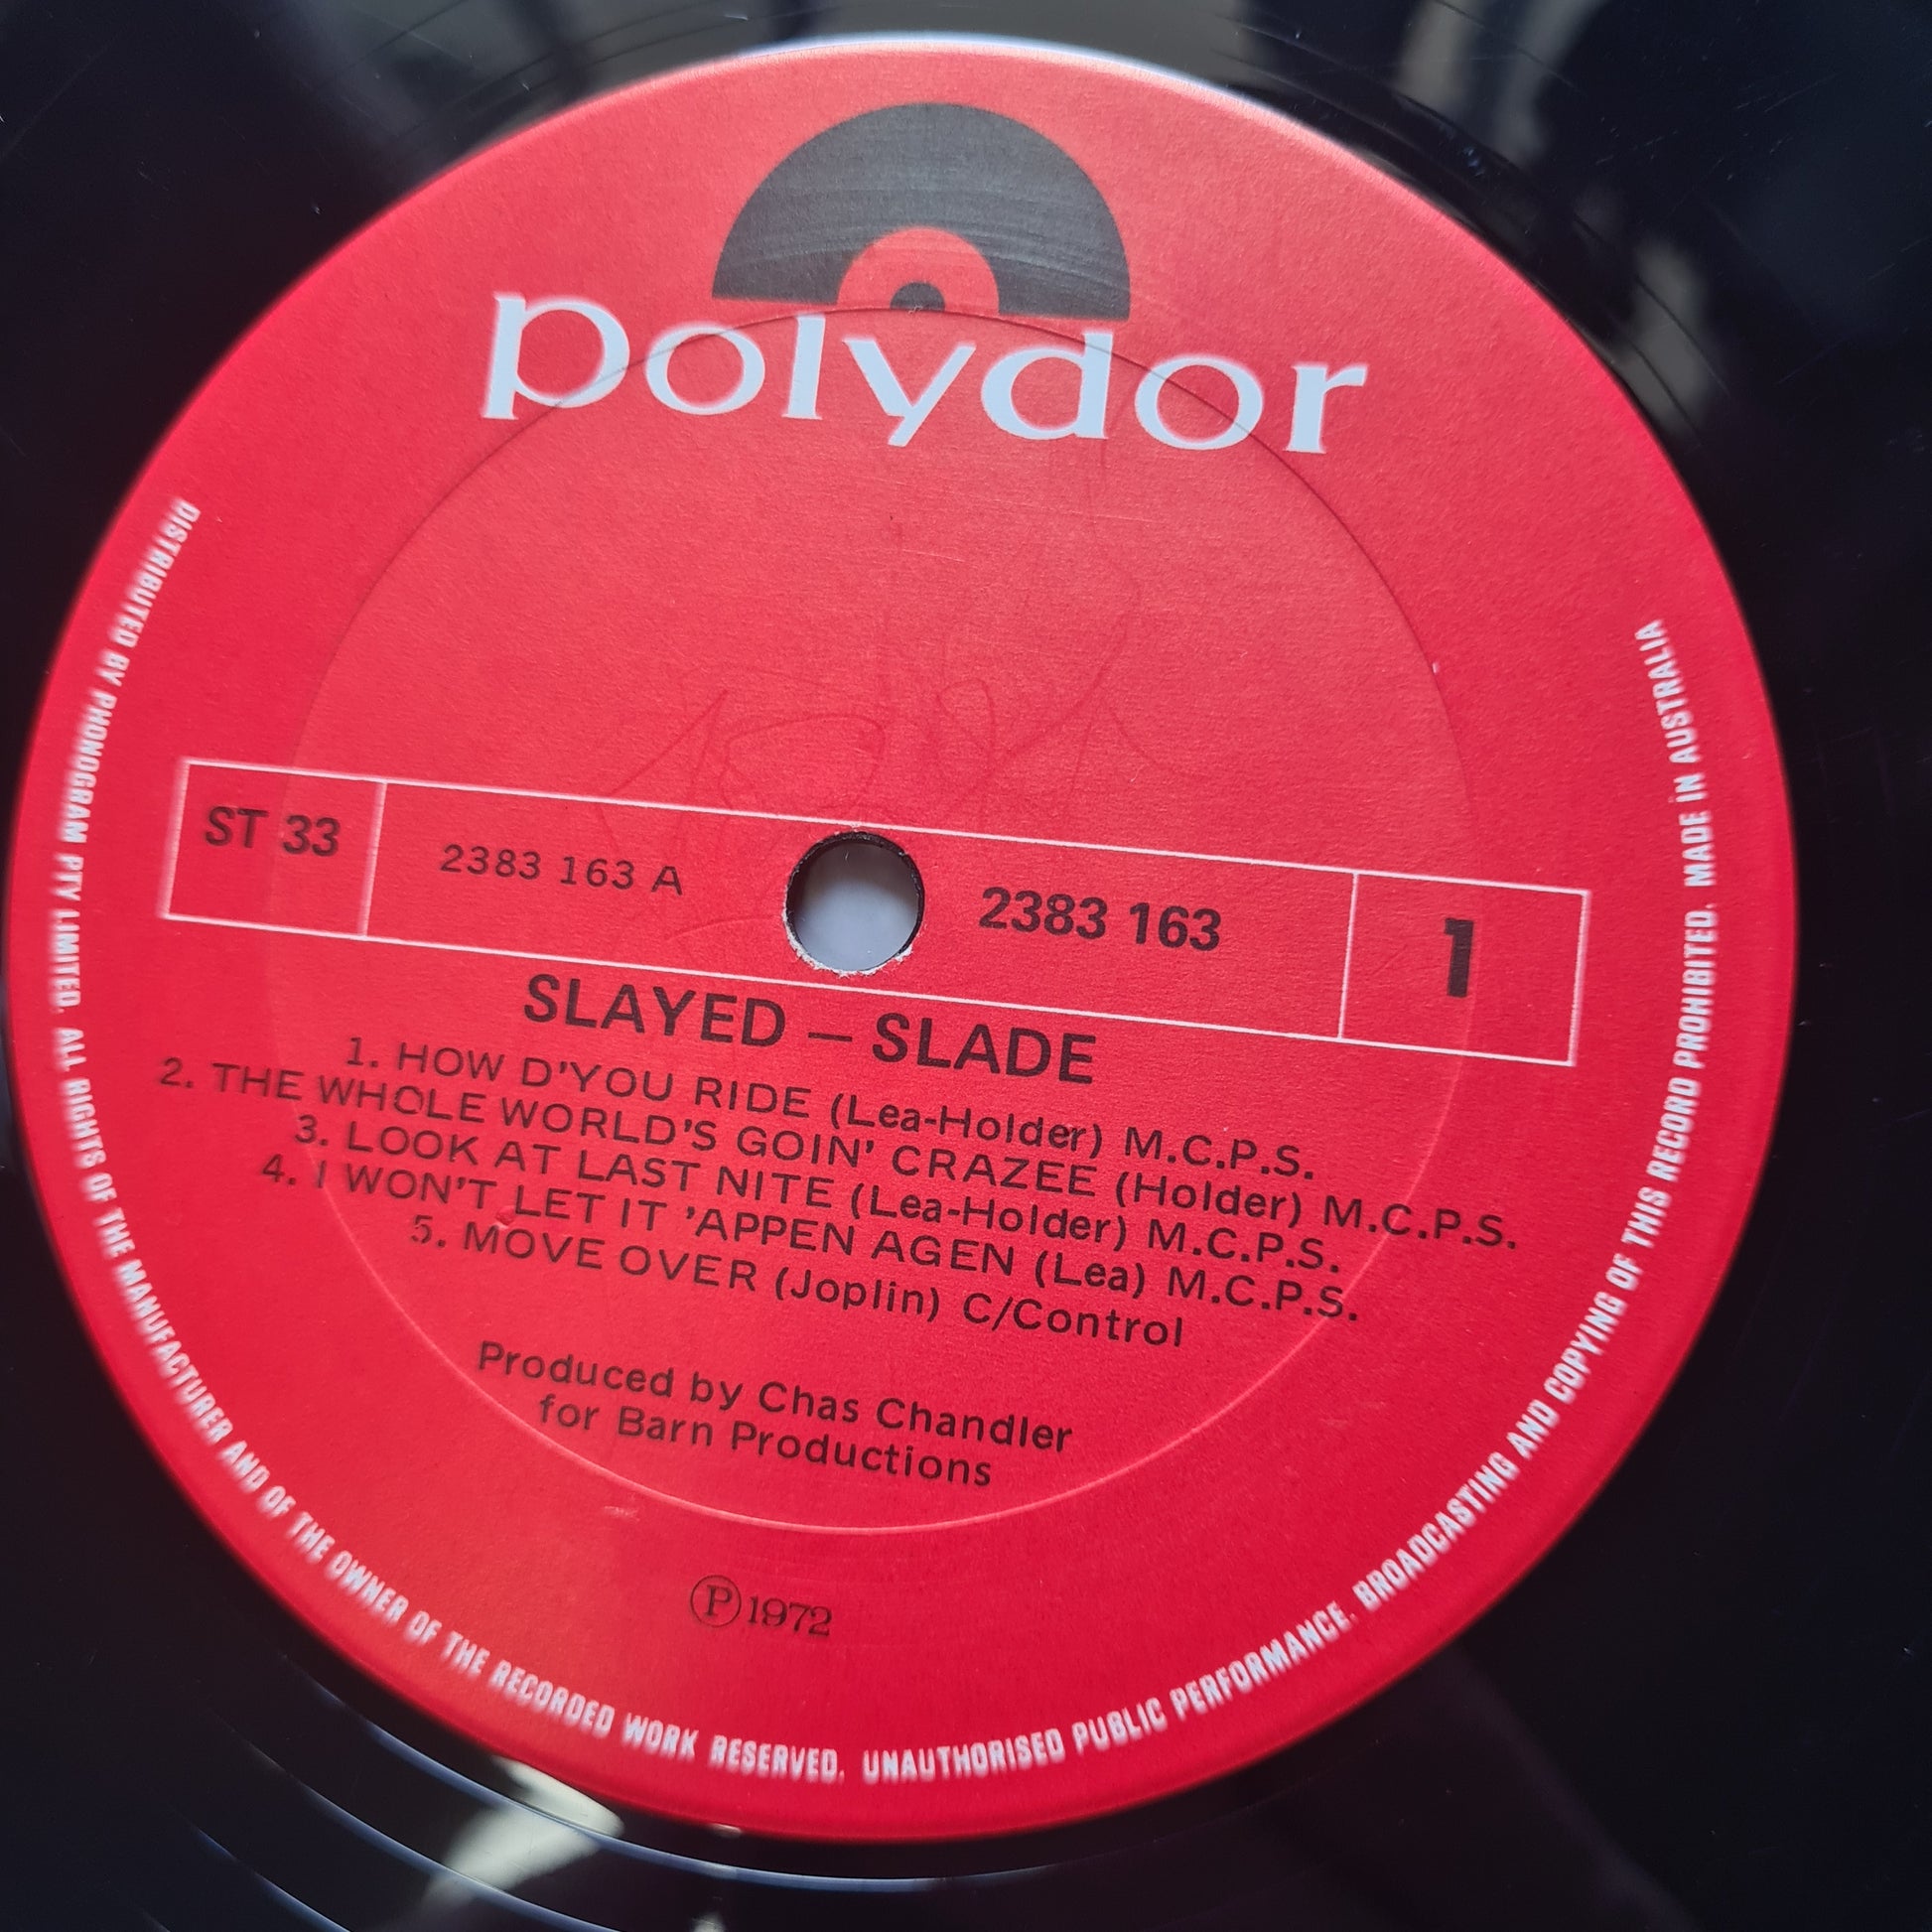 polydor
ST 33
2383 163 A
2383 163
1
SLAYED – SLADE
1. HOW D'YOU RIDE (Lea-Holder) M.C.P.S.
2. THE WHOLE WORLD'S GOIN' CRAZEE (Holder) M.C.P.S.
3. LOOK AT LAST NITE (Lea-Holder) M.C.P.S.
4. I WON'T LET IT 'APPEN AGEN (Lea) M.C.P.S.
5. MOVE OVER (Joplin) C/Control
Produced by Chas Chandler
for Barn Productions
Ⓟ 1972
DISTRIBUTED BY PHONOGRAM PTY LIMITED. ALL RIGHTS OF THE MANUFACTURER AND OF THE OWNER OF THE RECORDED WORK RESERVED. UNAUTHORISED PUBLIC PERFORMANCE, BROADCASTING AND COPYING OF THIS RECORD PROHIBITED. MADE IN AUSTRALIA